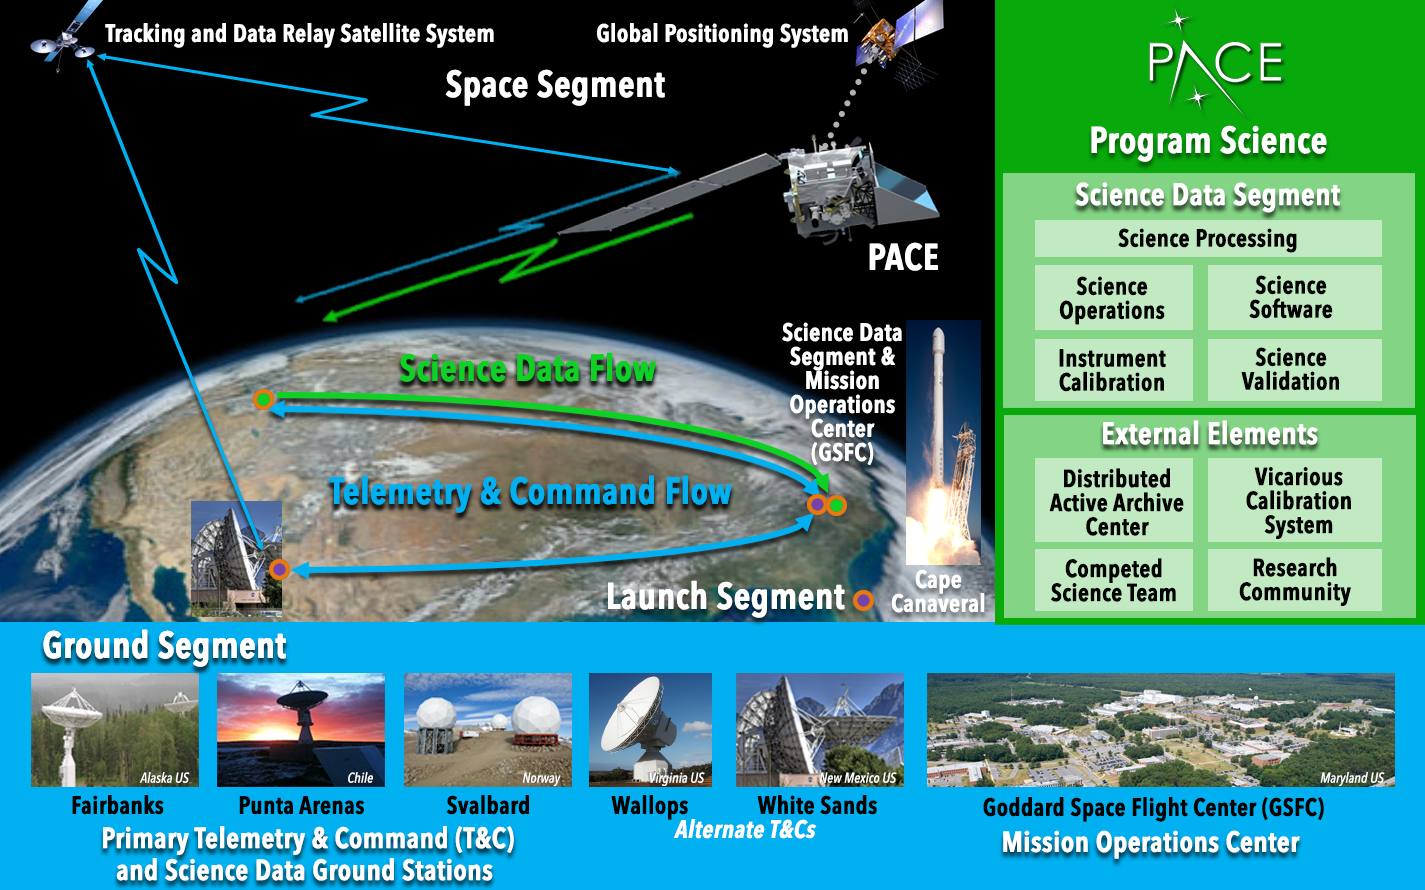 Tracking and Data Relay Satellite System
Global Positioning System
Space Segment
PACE
Science Data
Segment &
Mission
Operations
Center
(GSFC)
Science Data Flow
Telemetry & Command Flow
Launch Segment
Cape
Canaveral
PACE
Program Science
Science Data Segment
Science Processing
Science
Operations
Science
Software
Instrument
Calibration
Science
Validation
External Elements
Distributed
Active Archive
Center
Vicarious
Calibration
System
Competed
Science Team
Research
Community
Ground Segment
Alaska US
Chile
Norway
Virginia US
New Mexico US
Maryland US
Fairbanks
Punta Arenas
Svalbard
Wallops
White Sands
Goddard Space Flight Center (GSFC)
Primary Telemetry & Command (T&C)
and Science Data Ground Stations
Alternate T&Cs
Mission Operations Center